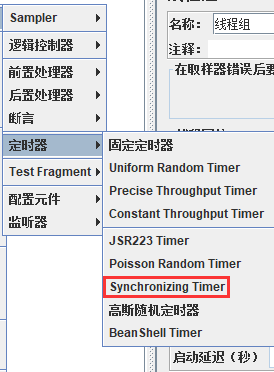 Sampler
逻辑控制器
前置处理器
后置处理器
断言
定时器
Test Fragment
配置元件
监听器
固定定时器
Uniform Random Timer
Precise Throughput Timer
Constant Throughput Timer
JSR223 Timer
Poisson Random Timer
Synchronizing Timer
高斯随机定时器
BeanShell Timer
名称: 线程组
注释:
在取样器错误后要
启动延迟（秒）